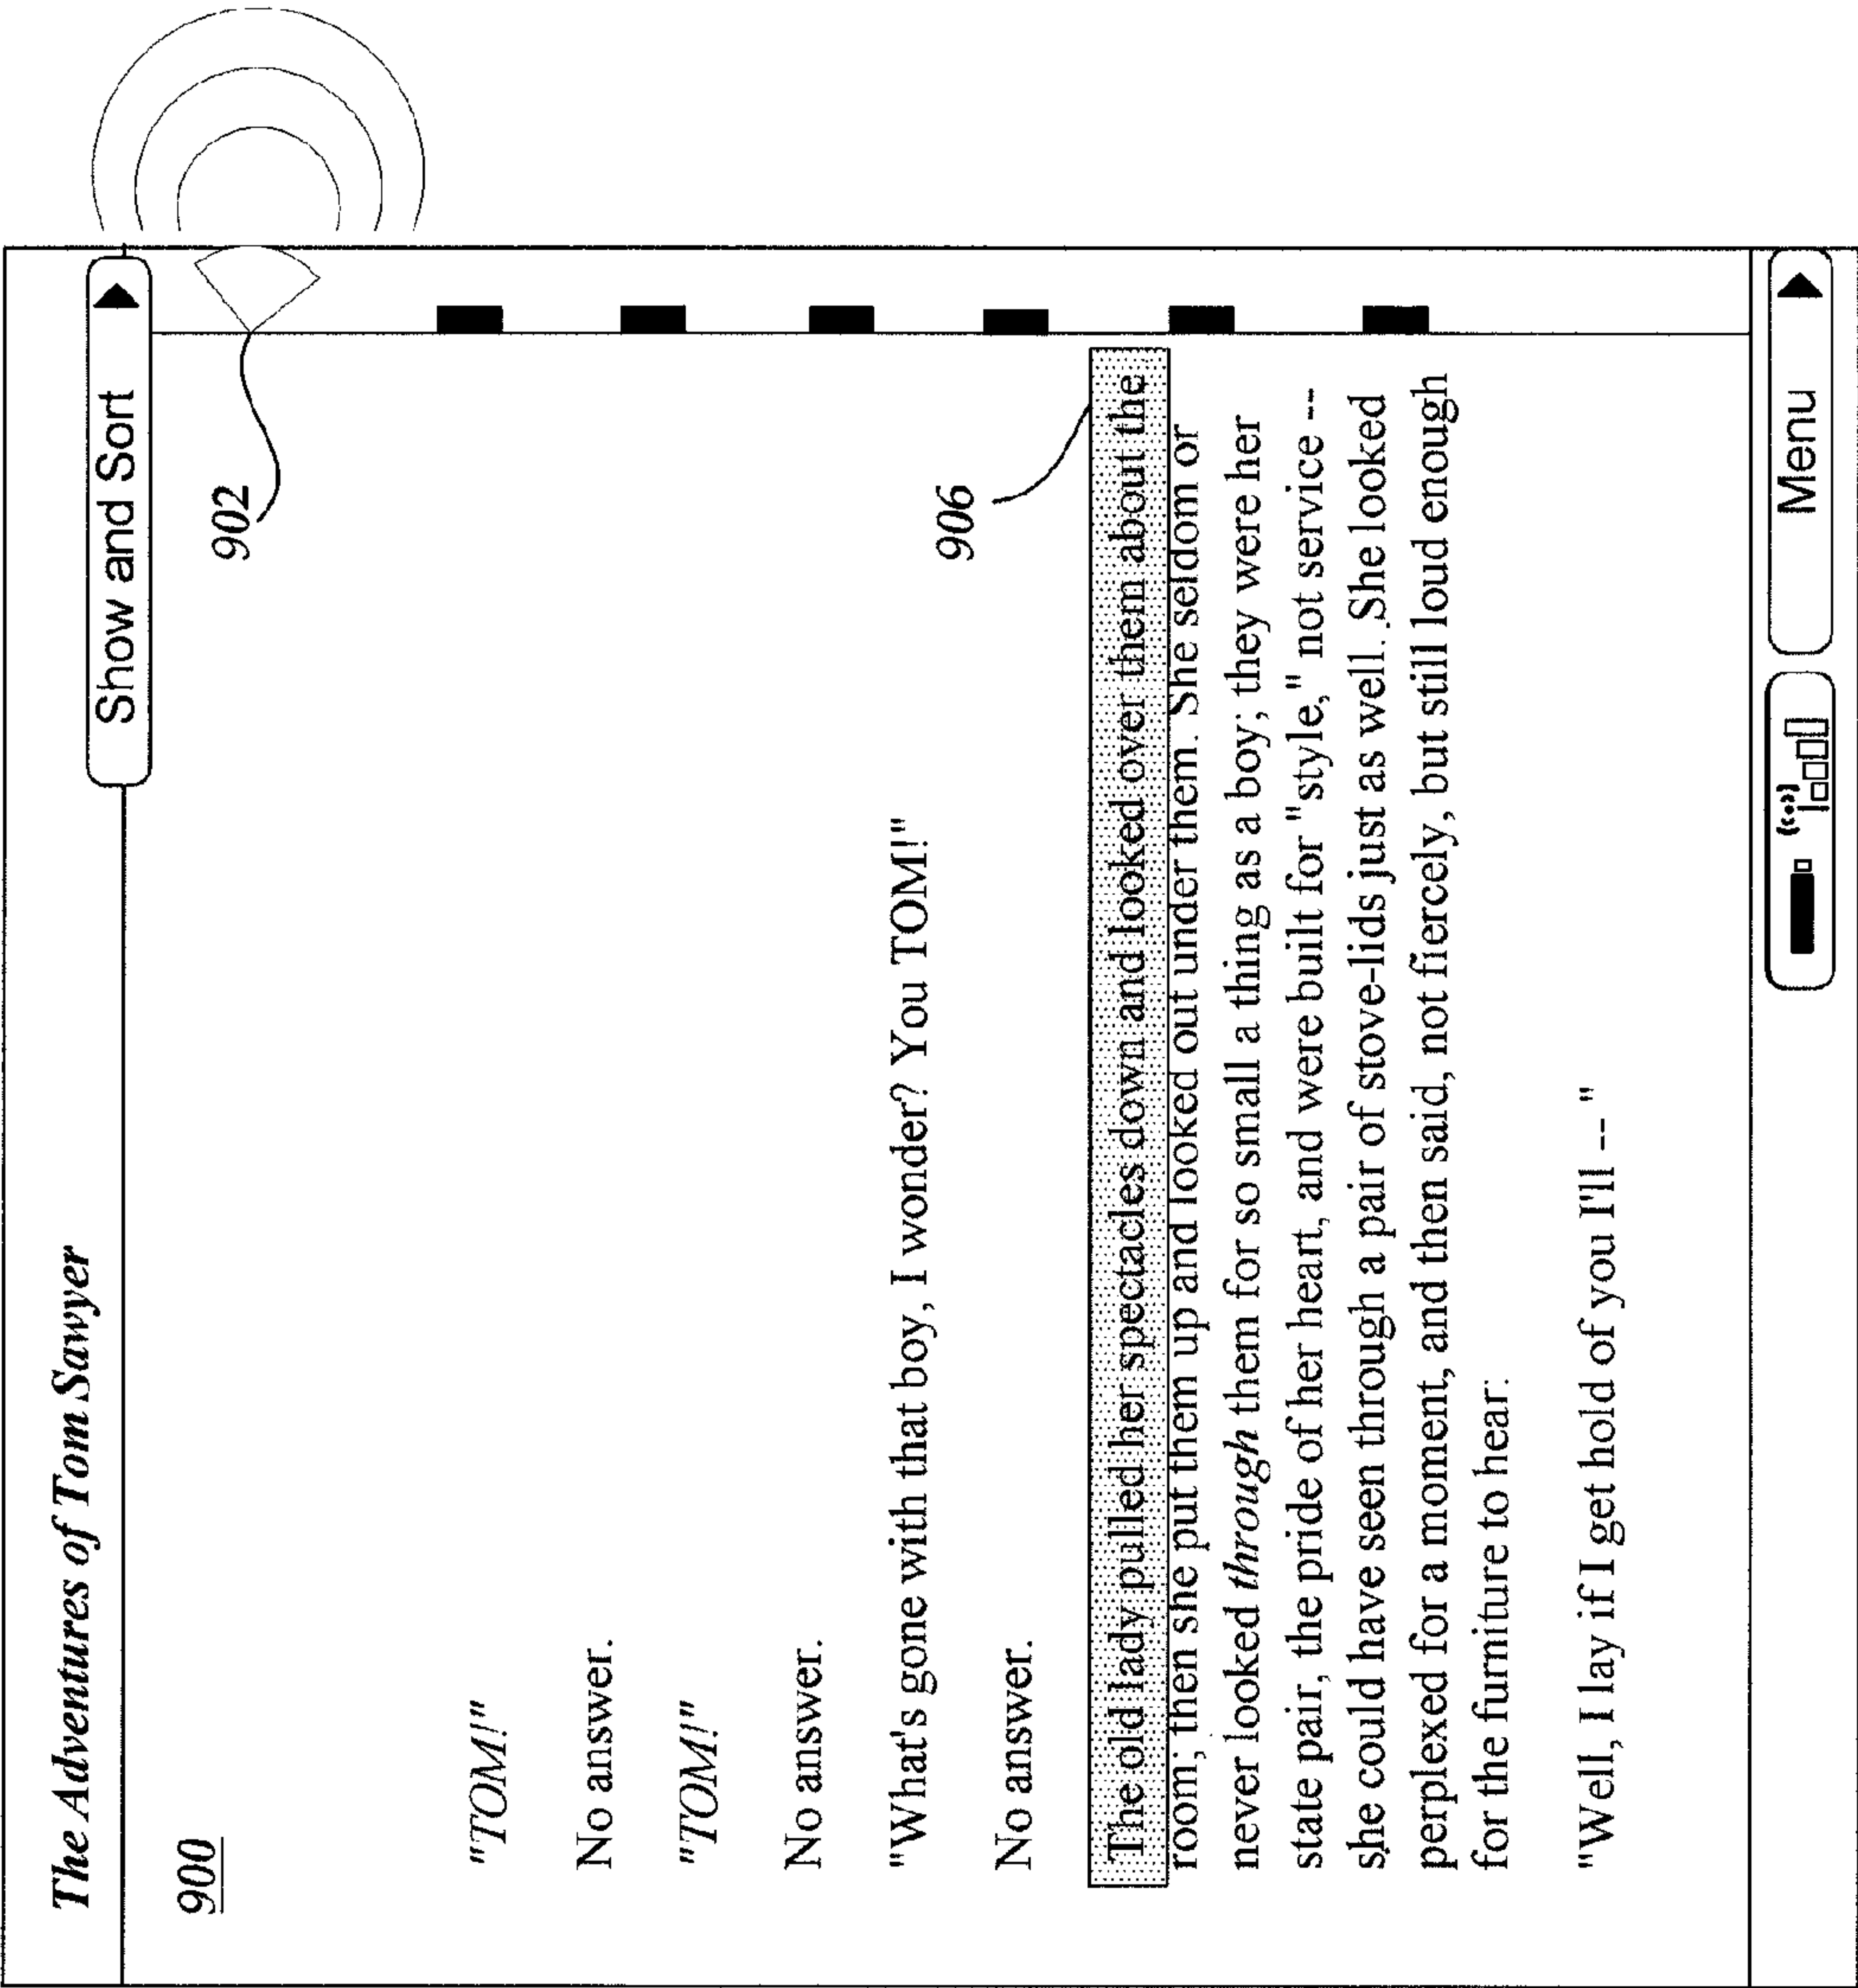 The Adventures of Tom Sawyer
Show and Sort
900
902
"TOM!"
No answer.
"TOM!"
No answer.
"What's gone with that boy, I wonder? You TOM!"
No answer.
906
The old lady pulled her spectacles down and looked over them about the
room; then she put them up and looked out under them. She seldom or
never looked through them for so small a thing as a boy; they were her
state pair, the pride of her heart, and were built for "style," not service --
she could have seen through a pair of stove-lids just as well. She looked
perplexed for a moment, and then said, not fiercely, but still loud enough
for the furniture to hear:
"Well, I lay if I get hold of you I'll -- "
Menu